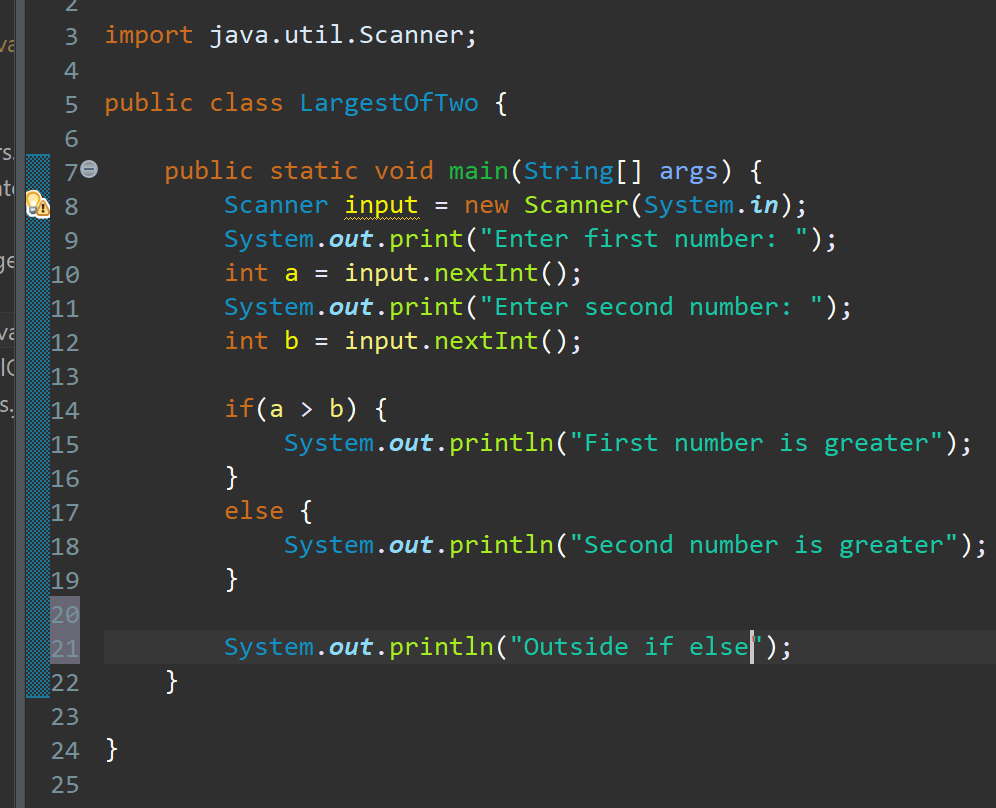 2
3 import java.util.Scanner;
4
5 public class LargestOfTwo {
6
7 public static void main(String[] args) {
8 Scanner input = new Scanner(System.in);
9 System.out.print("Enter first number: ");
10 int a = input.nextInt();
11 System.out.print("Enter second number: ");
12 int b = input.nextInt();
13
14 if(a > b) {
15 System.out.println("First number is greater");
16 }
17 else {
18 System.out.println("Second number is greater");
19 }
20
21 System.out.println("Outside if else");
22 }
23
24 }
25